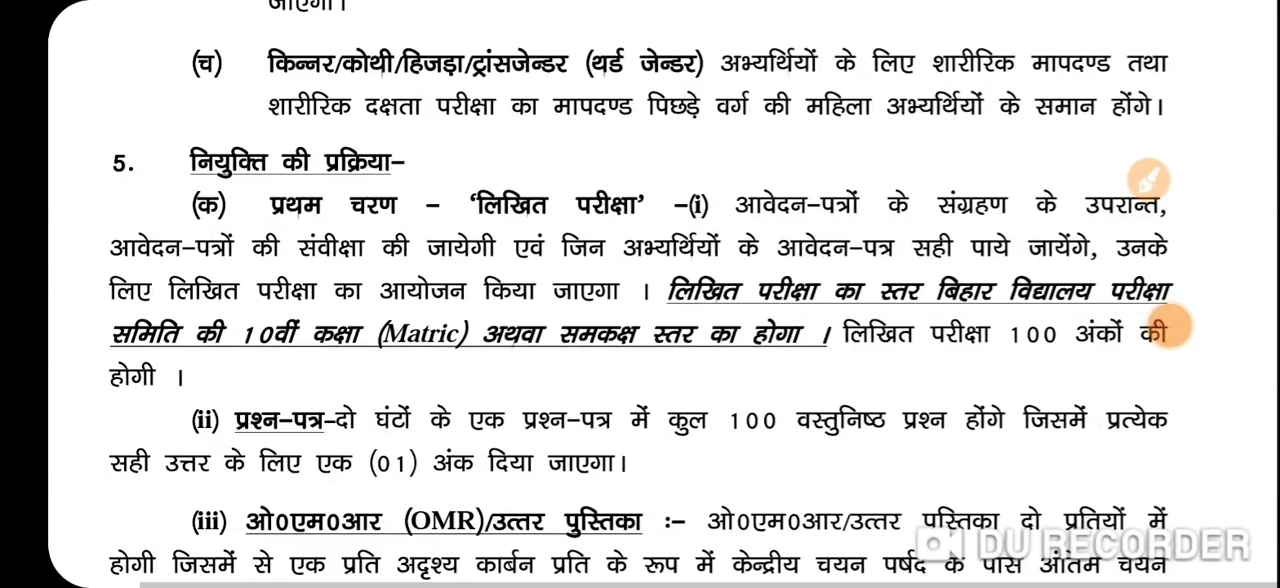 जाएगा।
(च) किन्नर/कोथी/हिजड़ा/ट्रांसजेन्डर (थर्ड जेन्डर) अभ्यर्थियों के लिए शारीरिक मापदण्ड तथा
शारीरिक दक्षता परीक्षा का मापदण्ड पिछड़े वर्ग की महिला अभ्यर्थियों के समान होंगे।
5. नियुक्ति की प्रक्रिया-
(क) प्रथम चरण - ‘लिखित परीक्षा’ -(i) आवेदन-पत्रों के संग्रहण के उपरान्त,
आवेदन-पत्रों की संवीक्षा की जायेगी एवं जिन अभ्यर्थियों के आवेदन-पत्र सही पाये जायेंगे, उनके
लिए लिखित परीक्षा का आयोजन किया जाएगा । लिखित परीक्षा का स्तर बिहार विद्यालय परीक्षा
समिति की 10वीं कक्षा (Matric) अथवा समकक्ष स्तर का होगा । लिखित परीक्षा 100 अंकों की
होगी ।
(ii) प्रश्न-पत्र-दो घंटों के एक प्रश्न-पत्र में कुल 100 वस्तुनिष्ठ प्रश्न होंगे जिसमें प्रत्येक
सही उत्तर के लिए एक (01) अंक दिया जाएगा।
(iii) ओ0एम0आर (OMR)/उत्तर पुस्तिका :- ओ0एम0आर/उत्तर पुस्तिका दो प्रतियों में
होगी जिसमें से एक प्रति अदृश्य कार्बन प्रति के रूप में केन्द्रीय चयन पर्षद के पास अंतिम चयन
DU RECORDER